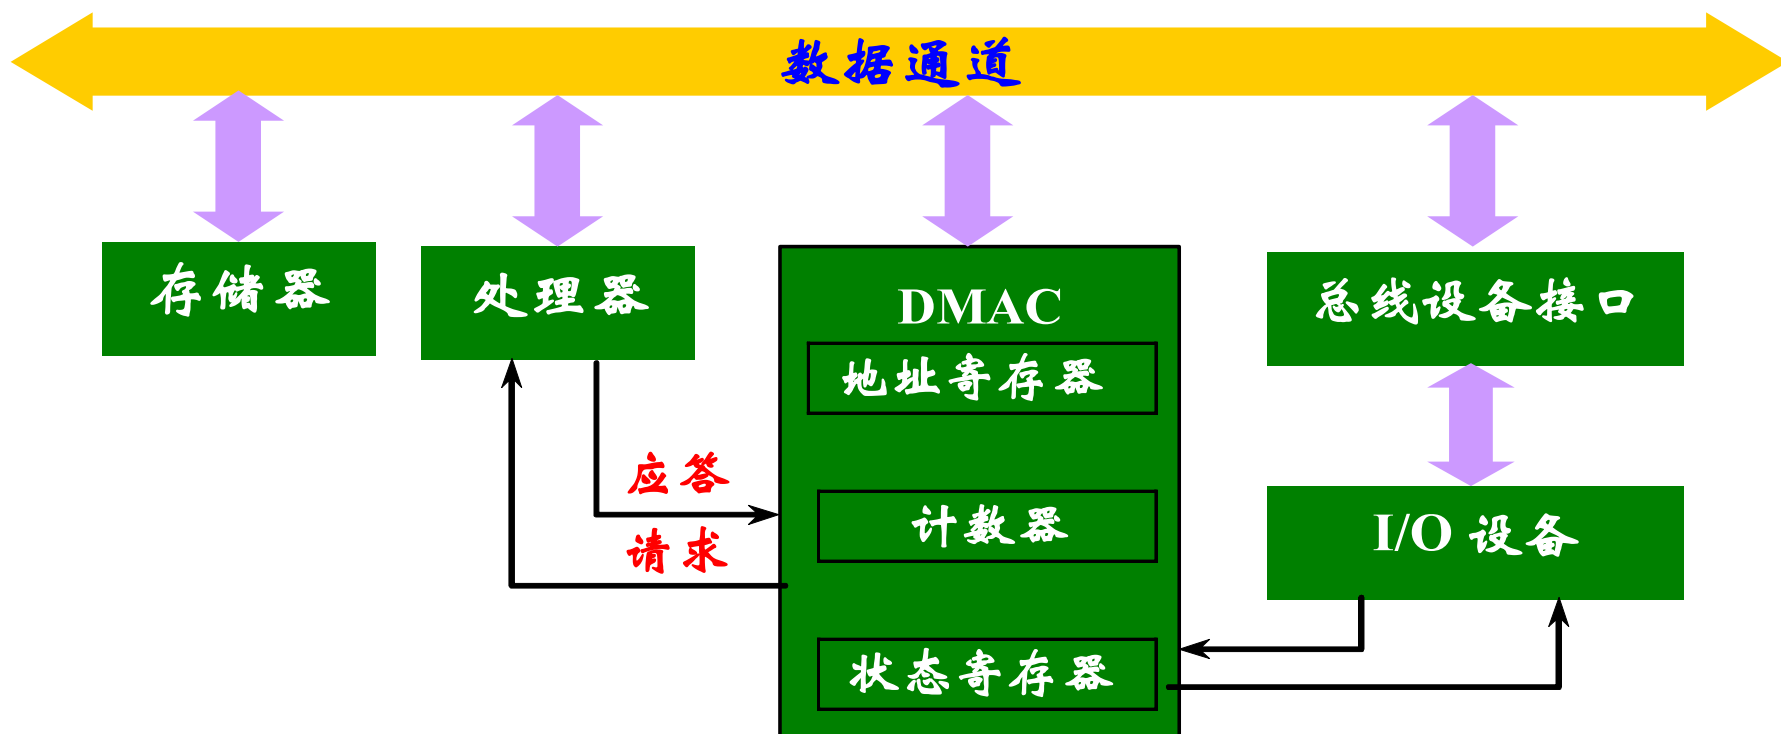 数据通道
存储器
处理器
DMAC
地址寄存器
计数器
状态寄存器
应答
请求
总线设备接口
I/O 设备